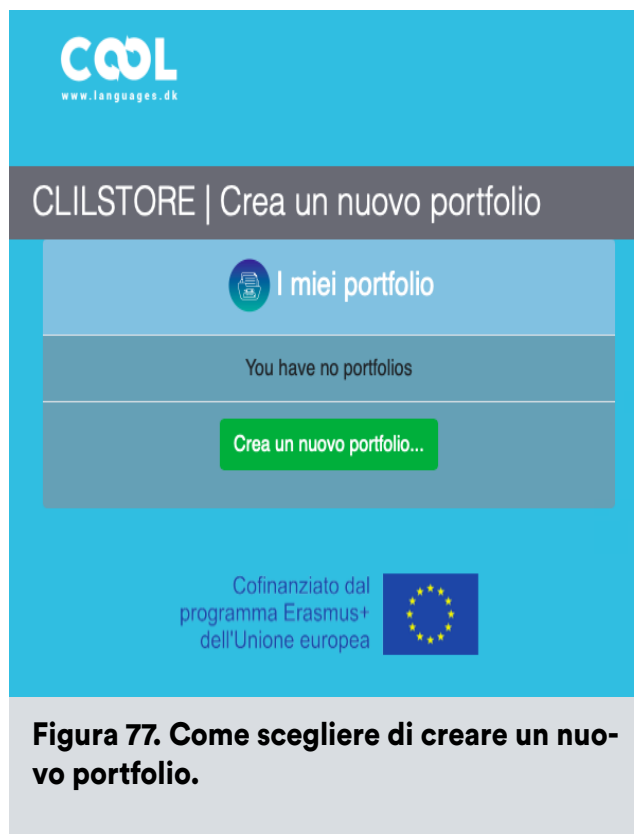 COOL
www.languages.dk
CLILSTORE | Crea un nuovo portfolio
I miei portfolio
You have no portfolios
Crea un nuovo portfolio...
Cofinanziato dal
programma Erasmus+
dell'Unione europea
Figura 77. Come scegliere di creare un nuo-
vo portfolio.